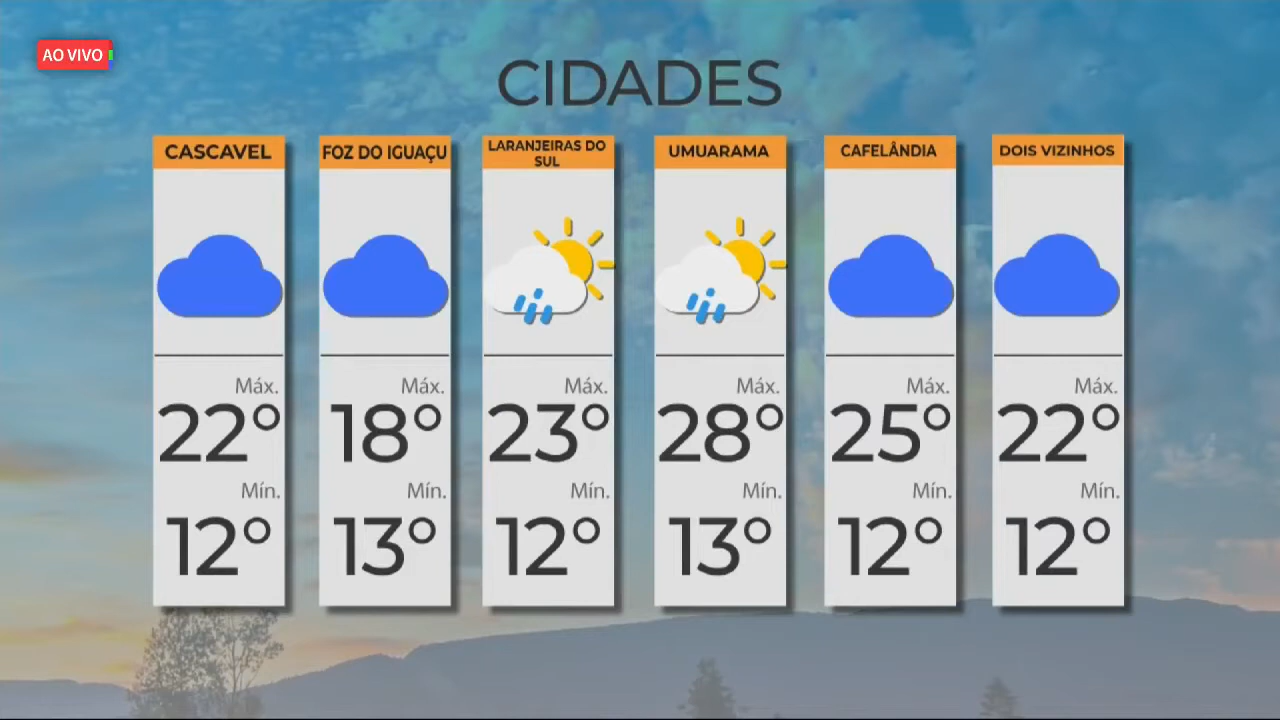 AO VIVO
CIDADES
CASCAVEL
Máx.
22°
Mín.
12°
FOZ DO IGUAÇU
Máx.
18°
Mín.
13°
LARANJEIRAS DO
SUL
Máx.
23°
Mín.
12°
UMUARAMA
Máx.
28°
Mín.
13°
CAFELÂNDIA
Máx.
25°
Mín.
12°
DOIS VIZINHOS
Máx.
22°
Mín.
12°